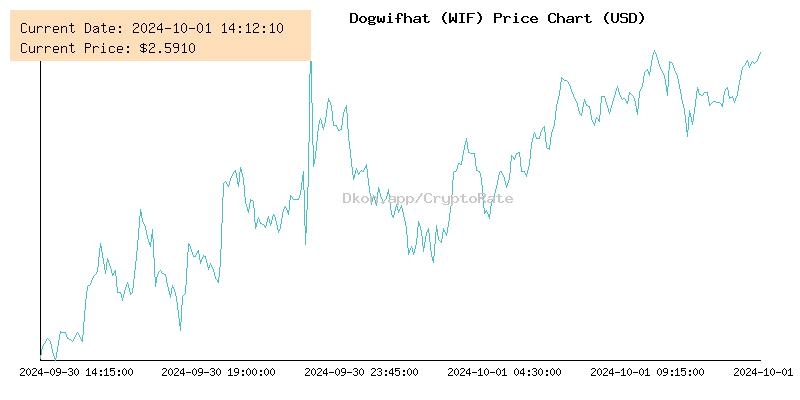 Dogwifhat (WIF) Price Chart (USD)
Current Date: 2024-10-01 14:12:10
Current Price: $2.5910
Dkon.app/CryptoRate
2024-09-30 14:15:00 2024-09-30 19:00:00 2024-09-30 23:45:00 2024-10-01 04:30:00 2024-10-01 09:15:00 2024-10-01